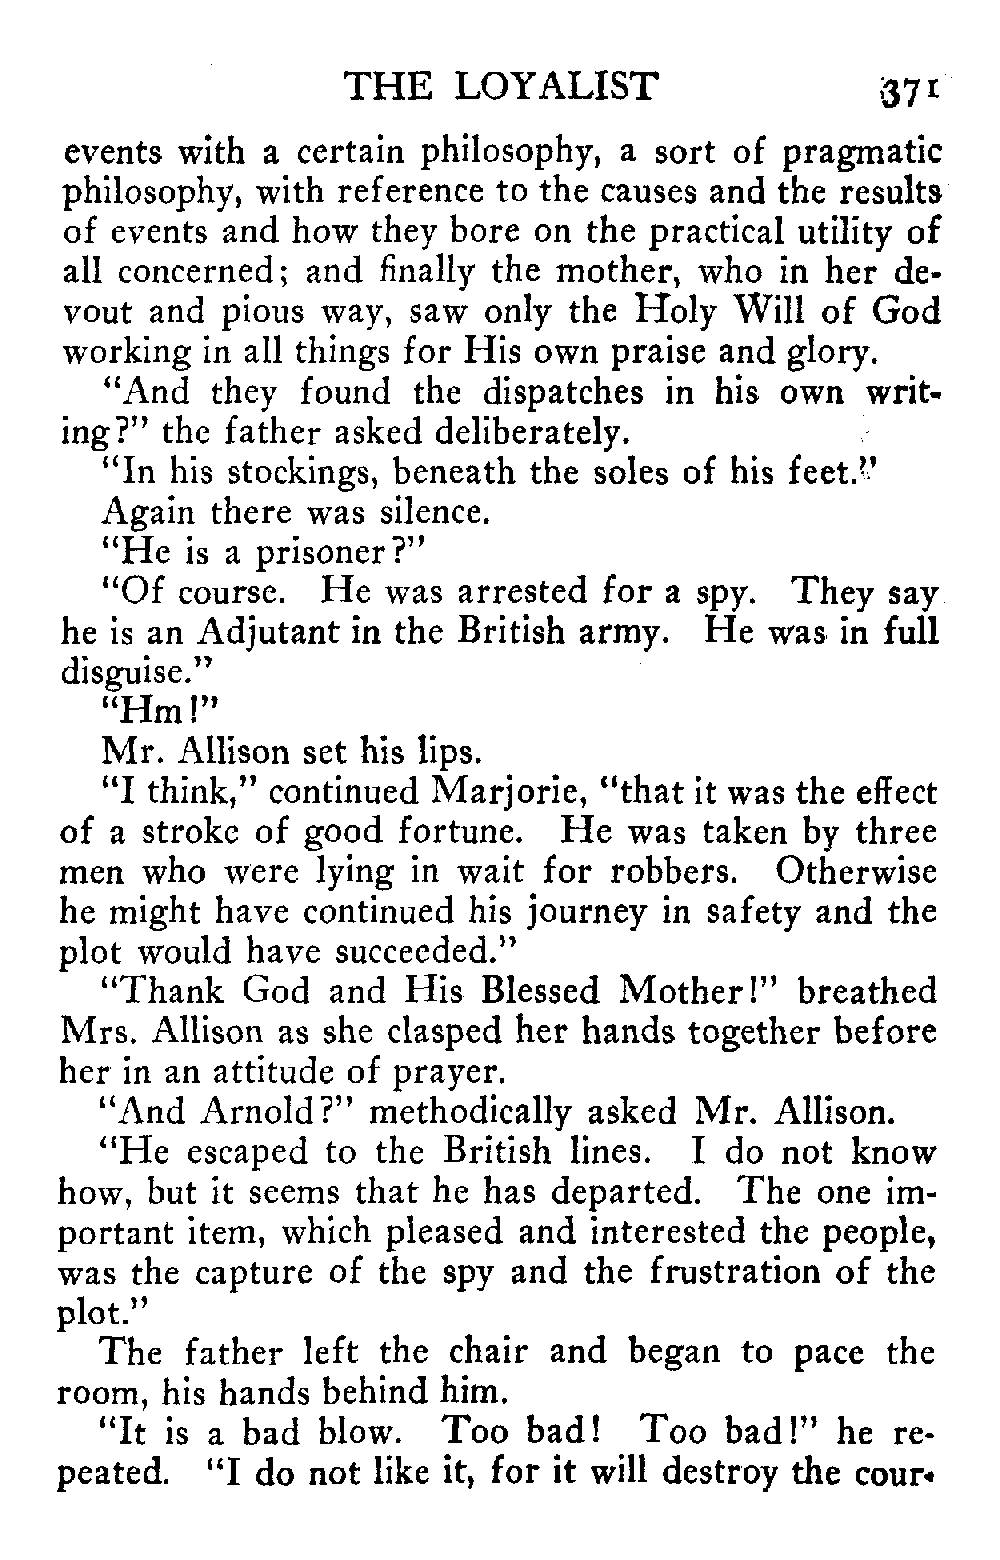 THE LOYALIST 371
events with a certain philosophy, a sort of pragmatic
philosophy, with reference to the causes and the results
of events and how they bore on the practical utility of
all concerned; and finally the mother, who in her de-
vout and pious way, saw only the Holy Will of God
working in all things for His own praise and glory.
"And they found the dispatches in his own writ-
ing?" the father asked deliberately.
"In his stockings, beneath the soles of his feet."
Again there was silence.
"He is a prisoner?"
"Of course. He was arrested for a spy. They say
he is an Adjutant in the British army. He was in full
disguise."
"Hm!"
Mr. Allison set his lips.
"I think," continued Marjorie, "that it was the effect
of a stroke of good fortune. He was taken by three
men who were lying in wait for robbers. Otherwise
he might have continued his journey in safety and the
plot would have succeeded."
"Thank God and His Blessed Mother!" breathed
Mrs. Allison as she clasped her hands together before
her in an attitude of prayer.
"And Arnold?" methodically asked Mr. Allison.
"He escaped to the British lines. I do not know
how, but it seems that he has departed. The one im-
portant item, which pleased and interested the people,
was the capture of the spy and the frustration of the
plot."
The father left the chair and began to pace the
room, his hands behind him.
"It is a bad blow. Too bad! Too bad!" he re-
peated. "I do not like it, for it will destroy the cour-